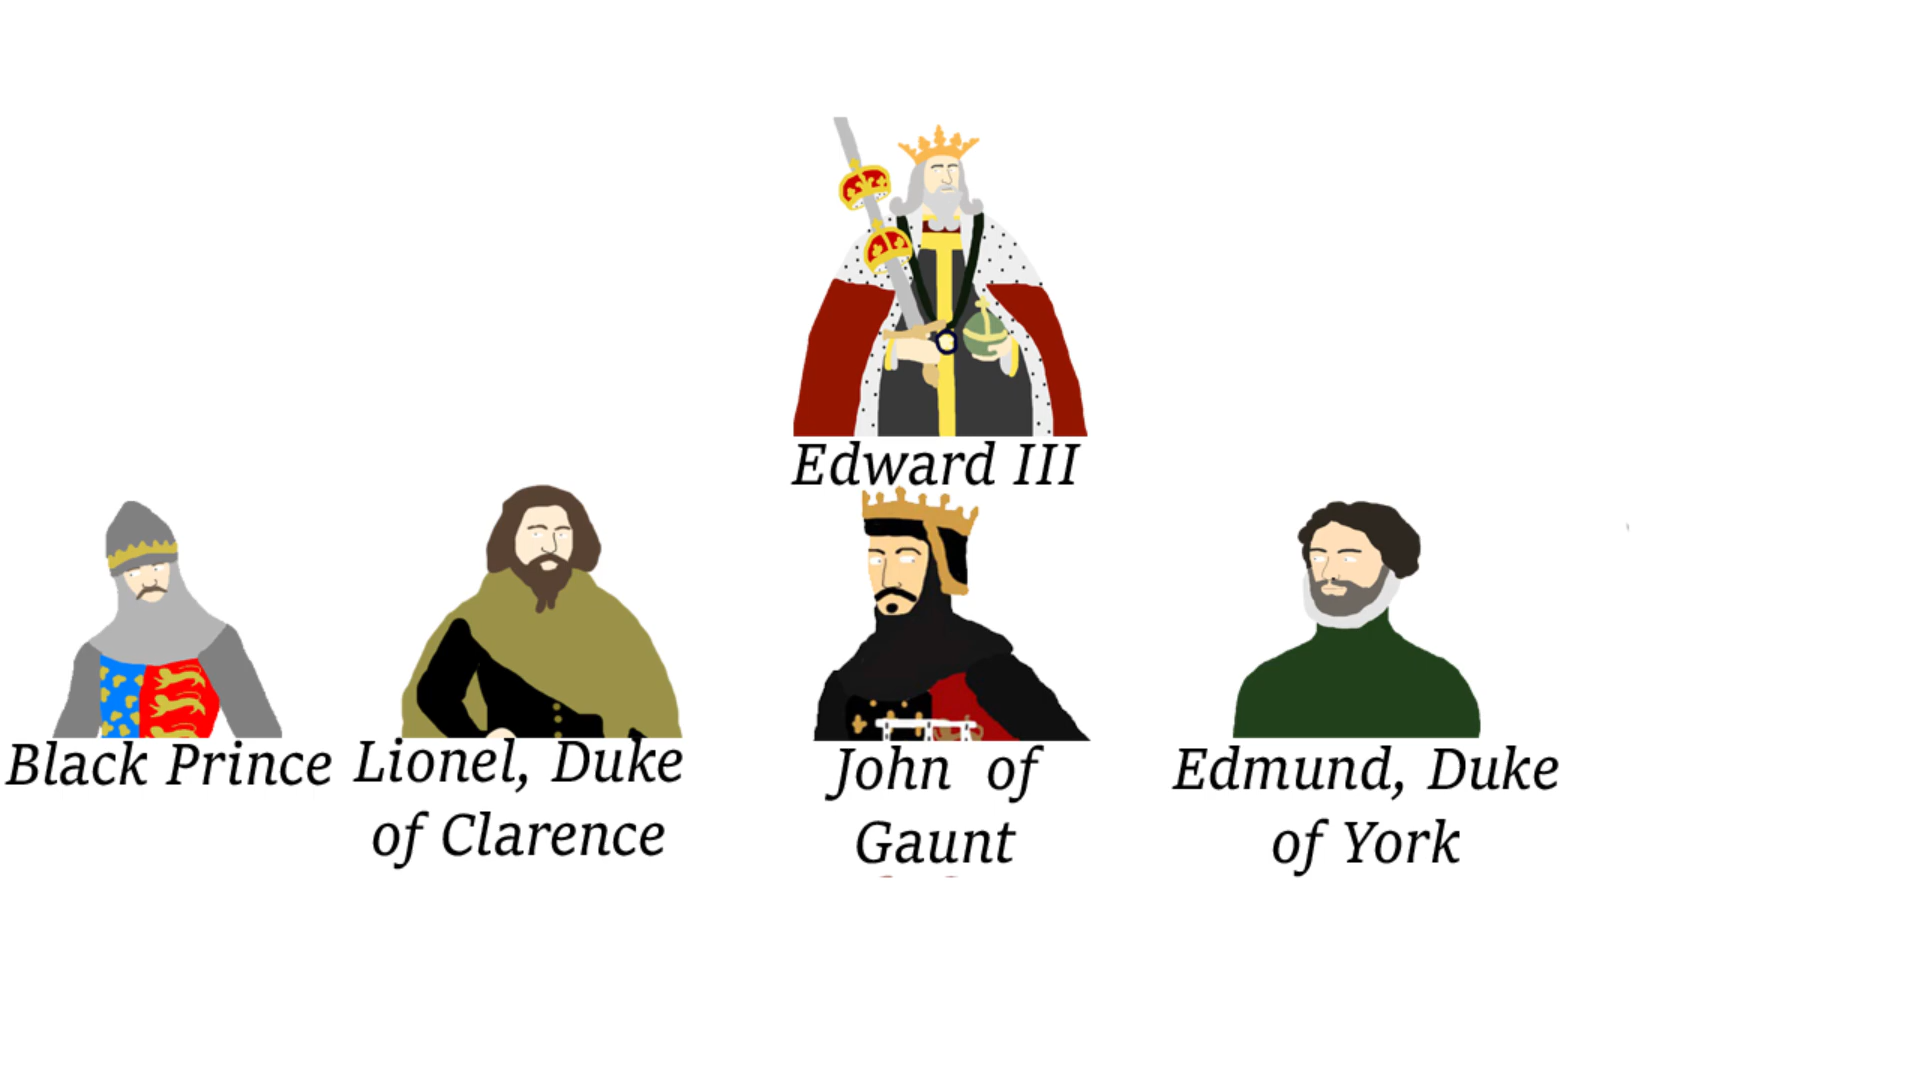 Edward III
Black Prince
Lionel, Duke
of Clarence
John of
Gaunt
Edmund, Duke
of York